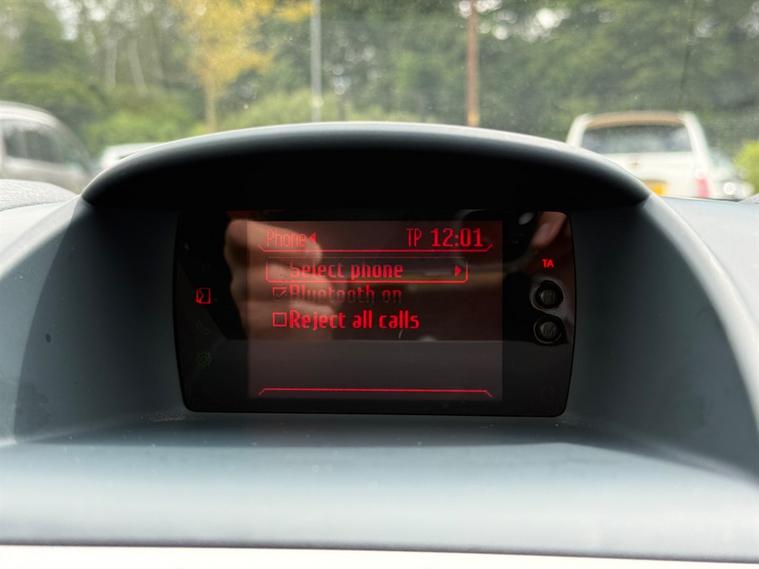 Phone TP 12:01
TA
Select phone
Bluetooth on
Reject all calls